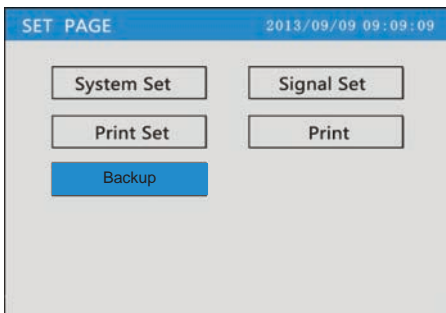 SET PAGE 2013/09/09 09:09:09
System Set Signal Set
Print Set Print
Backup